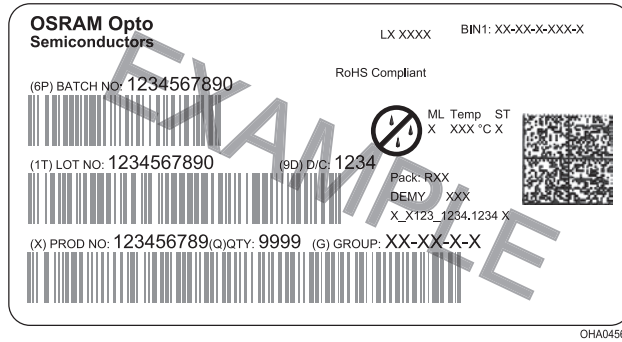 OSRAM Opto
Semiconductors
LX XXXX
BIN1: XX-XX-X-XXX-X
RoHS Compliant
(6P) BATCH NO: 1234567890
ML Temp ST
X XXX °C X
(1T) LOT NO: 1234567890
(9D) D/C: 1234
Pack: RXX
DEMY XXX
X_X123_1234.1234 X
(X) PROD NO: 123456789(Q)QTY: 9999 (G) GROUP: XX-XX-X-X
EXAMPLE
OHA0456